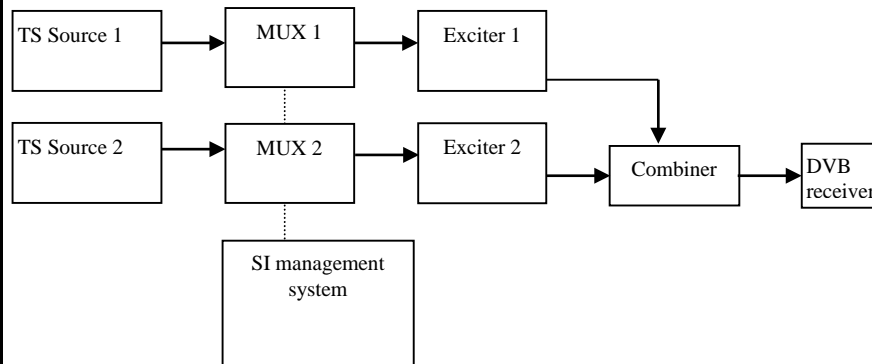 TS Source 1
MUX 1
Exciter 1
TS Source 2
MUX 2
Exciter 2
Combiner
DVB
receiver
SI management
system